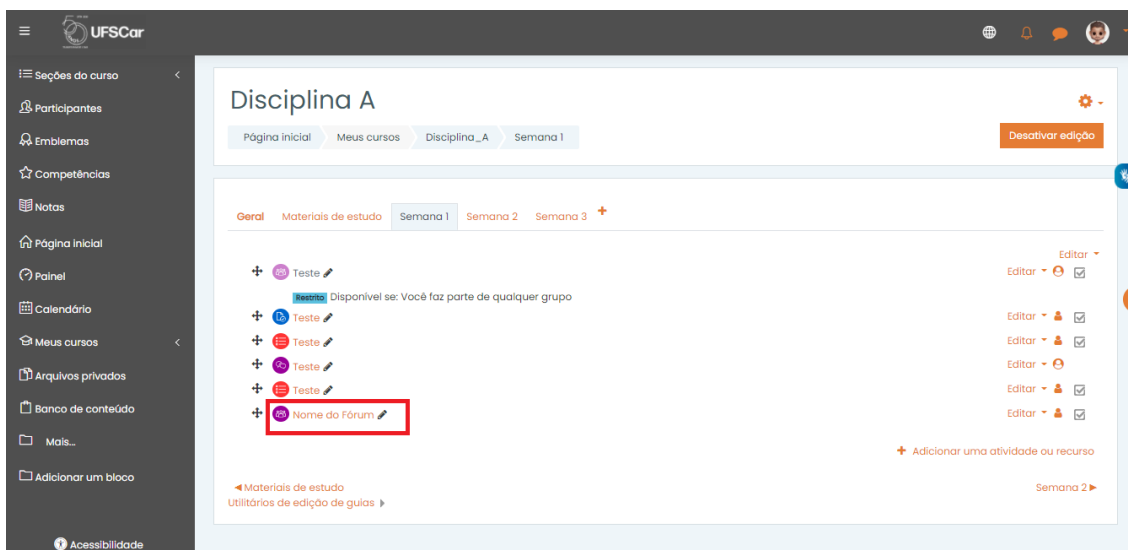 UFSCar
Seções do curso
Participantes
Emblemas
Competências
Notas
Página inicial
Painel
Calendário
Meus cursos
Arquivos privados
Banco de conteúdo
Mais...
Adicionar um bloco
Acessibilidade
Disciplina A
Página inicial Meus cursos Disciplina_A Semana 1
Desativar edição
Geral Materiais de estudo Semana 1 Semana 2 Semana 3
Editar
Teste Editar
Restrito Disponível se: Você faz parte de qualquer grupo
Teste Editar
Teste Editar
Teste Editar
Teste Editar
Nome do Fórum Editar
Adicionar uma atividade ou recurso
Materiais de estudo Semana 2
Utilitários de edição de guias